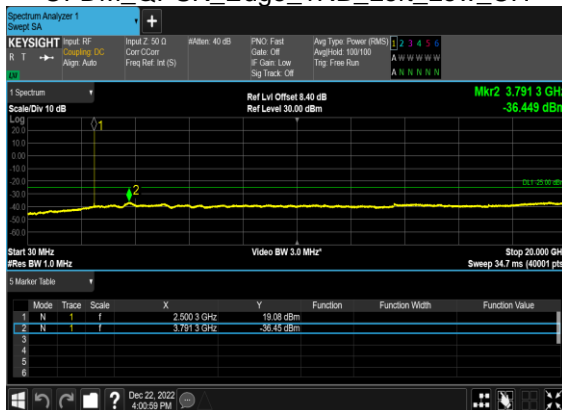 Spectrum Analyzer 1
Swept SA
KEYSIGHT Input: RF Input Z: 50 Ω #Atten: 40 dB PNO: Fast Avg Type: Power (RMS) 1 2 3 4 5 6
R T Coupling: DC Corr CCorr Gate: Off Avg|Hold: 100/100 A W W W W W
Align: Auto Freq Ref: Int (S) IF Gain: Low Trig: Free Run
Sig Track: Off A N N N N N
1 Spectrum Ref Lvl Offset 8.40 dB Mkr2 3.791 3 GHz
Scale/Div 10 dB Ref Level 30.00 dBm -36.449 dBm
Log
20.0 1
10.0
0.00
-10.0
-20.0 DL1 -25.00 dBm
-30.0 2
-40.0
-50.0
-60.0
Start 30 MHz Video BW 3.0 MHz* Stop 20.000 GHz
#Res BW 1.0 MHz Sweep 34.7 ms (40001 pts)
5 Marker Table
Mode Trace Scale X Y Function Function Width Function Value
1 N 1 f 2.500 3 GHz 19.08 dBm
2 N 1 f 3.791 3 GHz -36.45 dBm
3
4
5
6
? Dec 22, 2022
4:00:59 PM